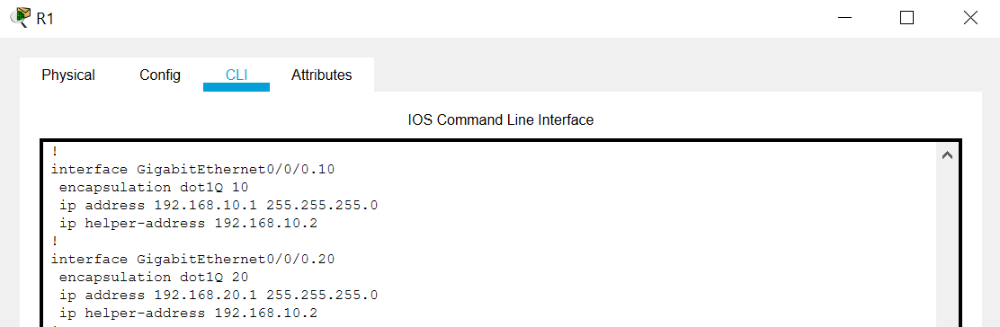 R1
Physical Config CLI Attributes
IOS Command Line Interface
!
interface GigabitEthernet0/0/0.10
 encapsulation dot1Q 10
 ip address 192.168.10.1 255.255.255.0
 ip helper-address 192.168.10.2
!
interface GigabitEthernet0/0/0.20
 encapsulation dot1Q 20
 ip address 192.168.20.1 255.255.255.0
 ip helper-address 192.168.10.2